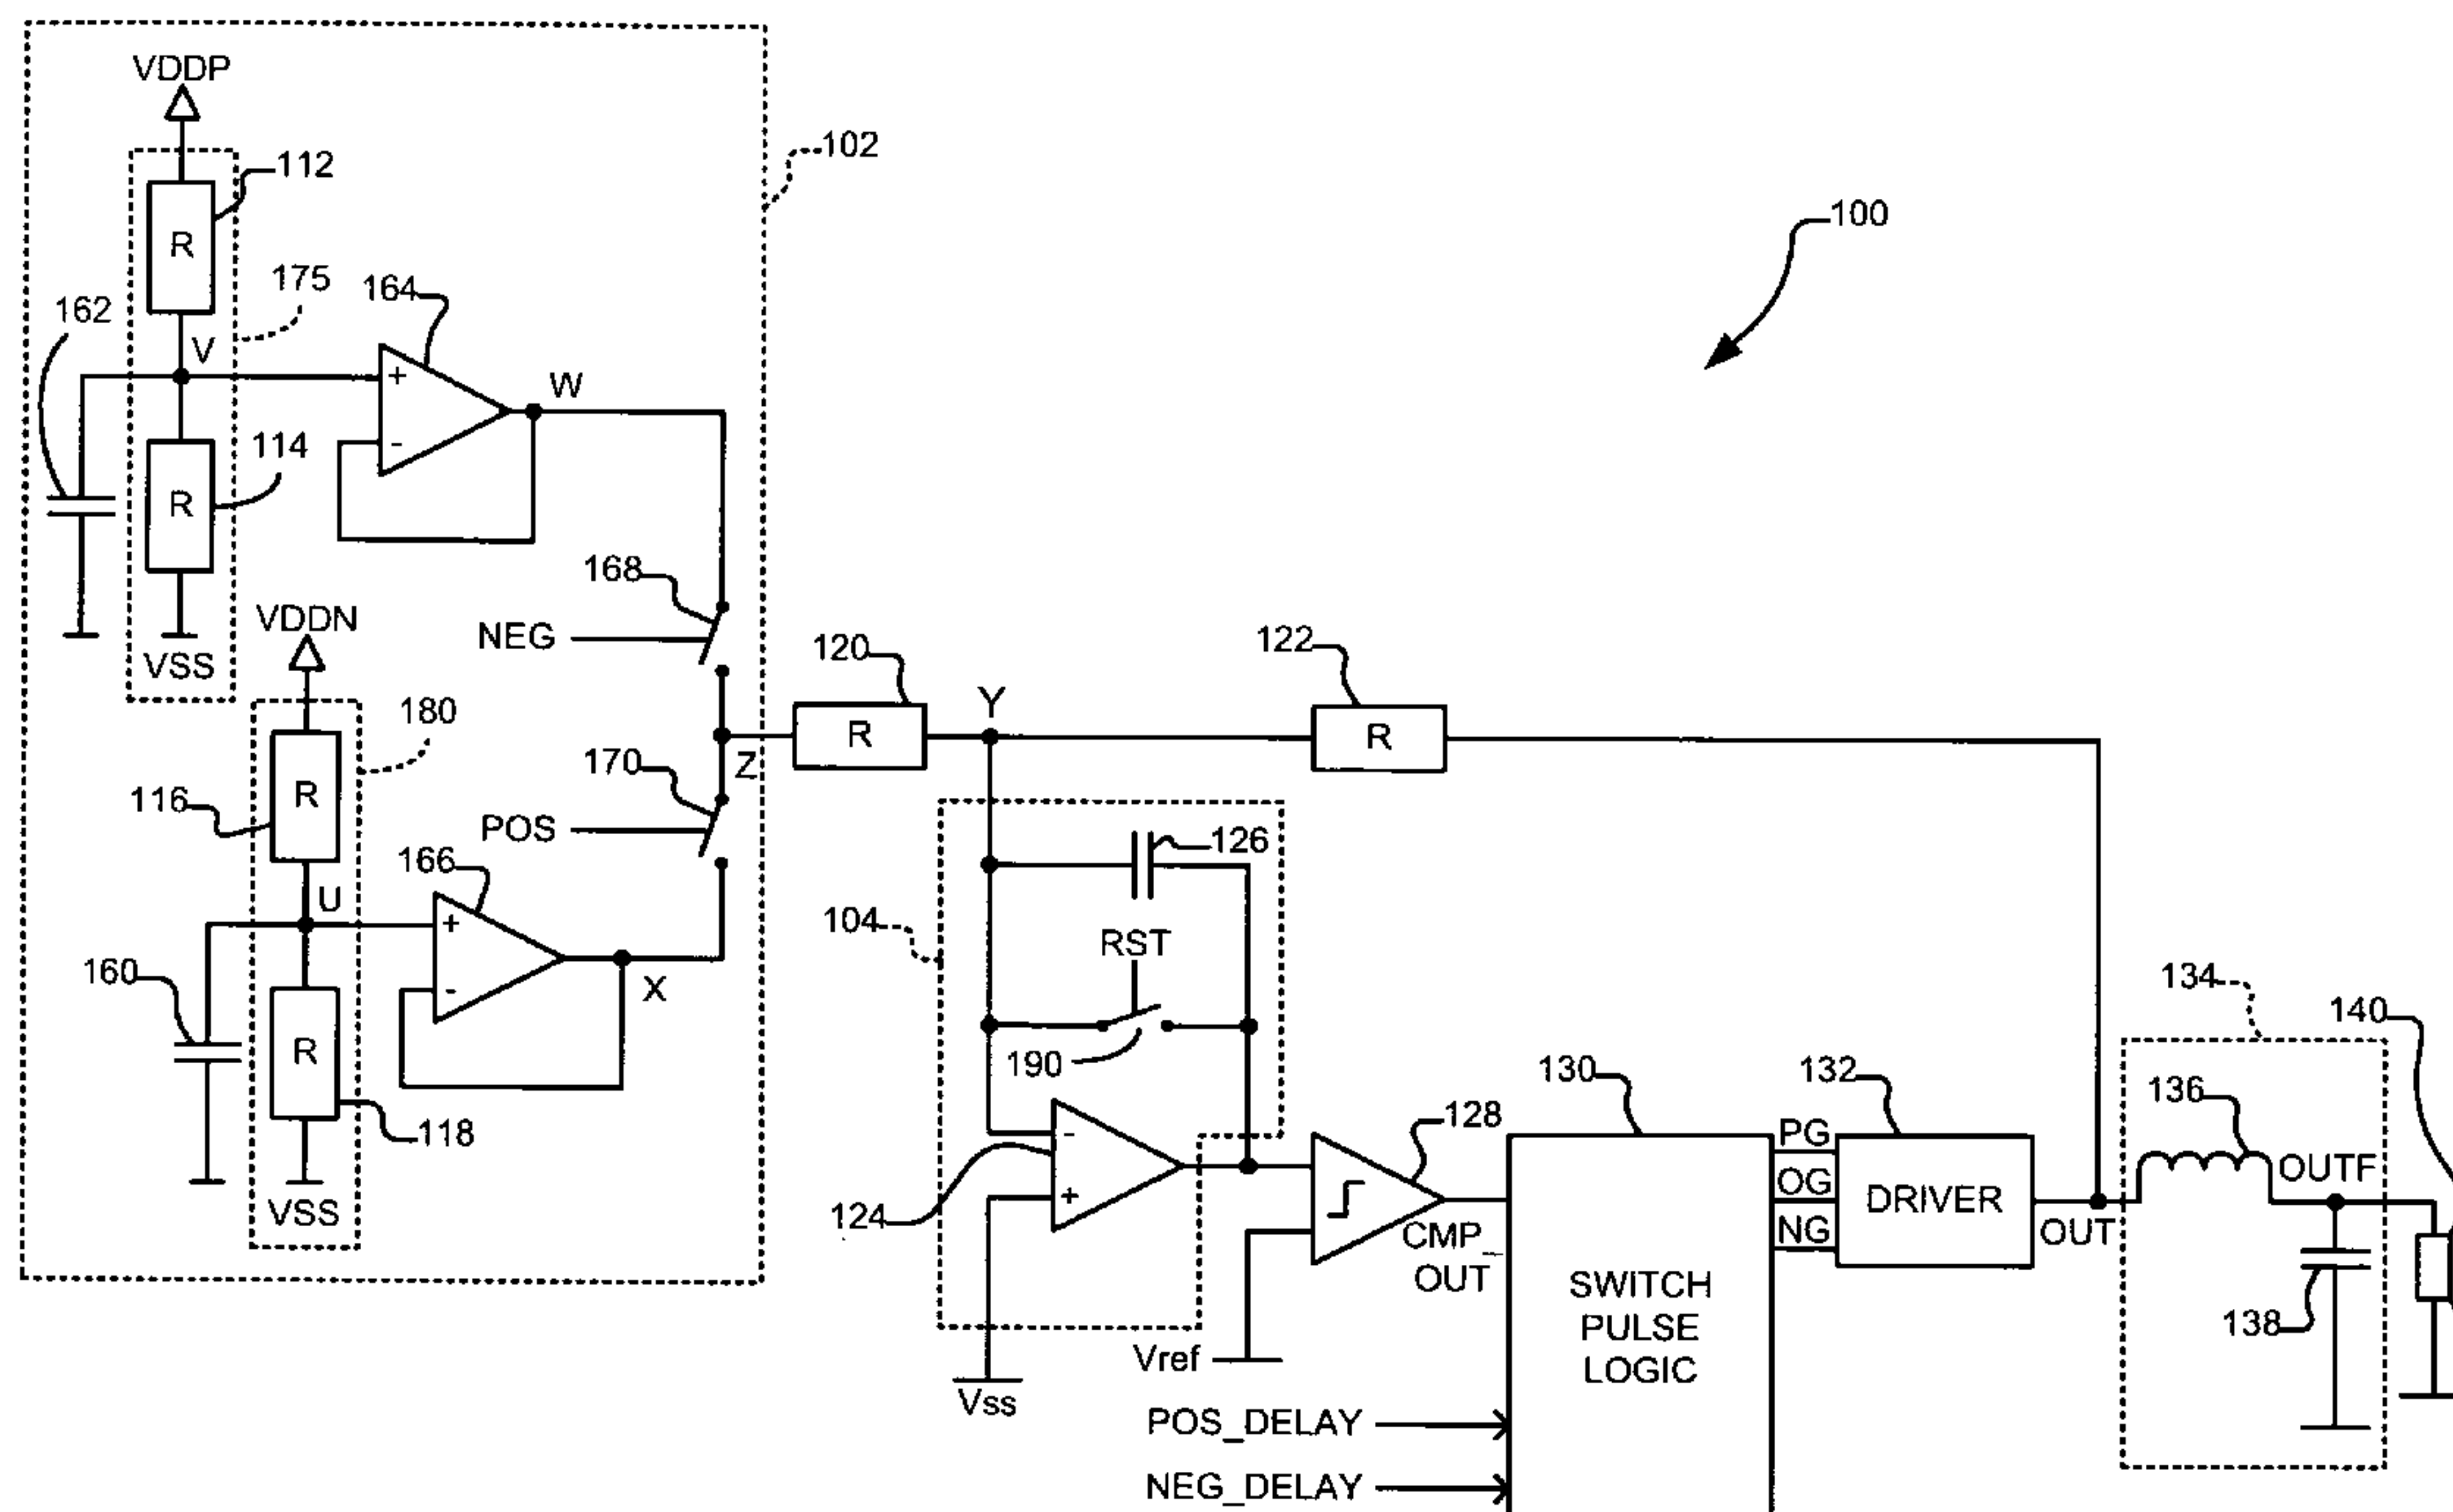 VDDP
112
102
R
100
175
164
162
V
+
W
-
114
R
168
VDDN
NEG
VSS
120
122
180
Y
R
R
170
Z
116
R
POS
126
166
104
U
RST
+
134
160
X
140
-
R
190
130
132
136
128
118
PG
-
OUTF
OG
DRIVER
VSS
124
+
NG
CMP_
OUT
OUT
SWITCH
PULSE
LOGIC
138
Vref
Vss
POS_DELAY
NEG_DELAY